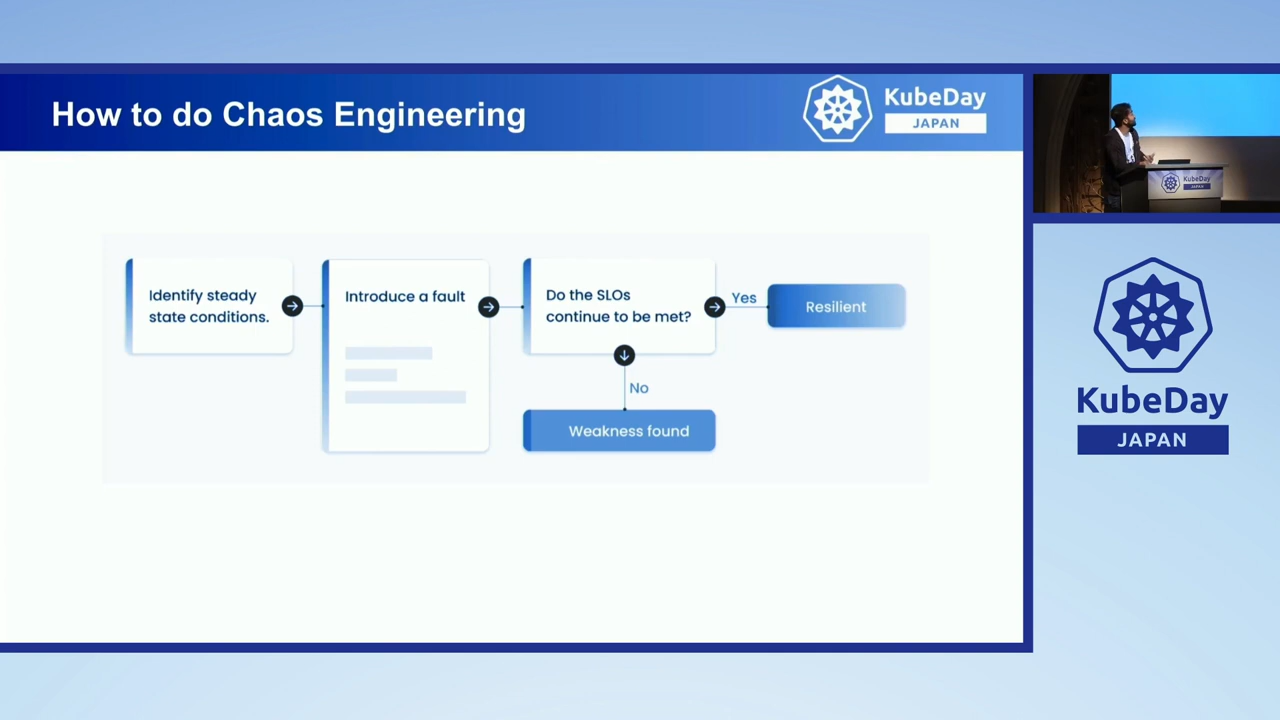 How to do Chaos Engineering
KubeDay
JAPAN
Identify steady
state conditions.
Introduce a fault
Do the SLOs
continue to be met?
Yes
Resilient
No
Weakness found
KubeDay
JAPAN
KubeDay
JAPAN